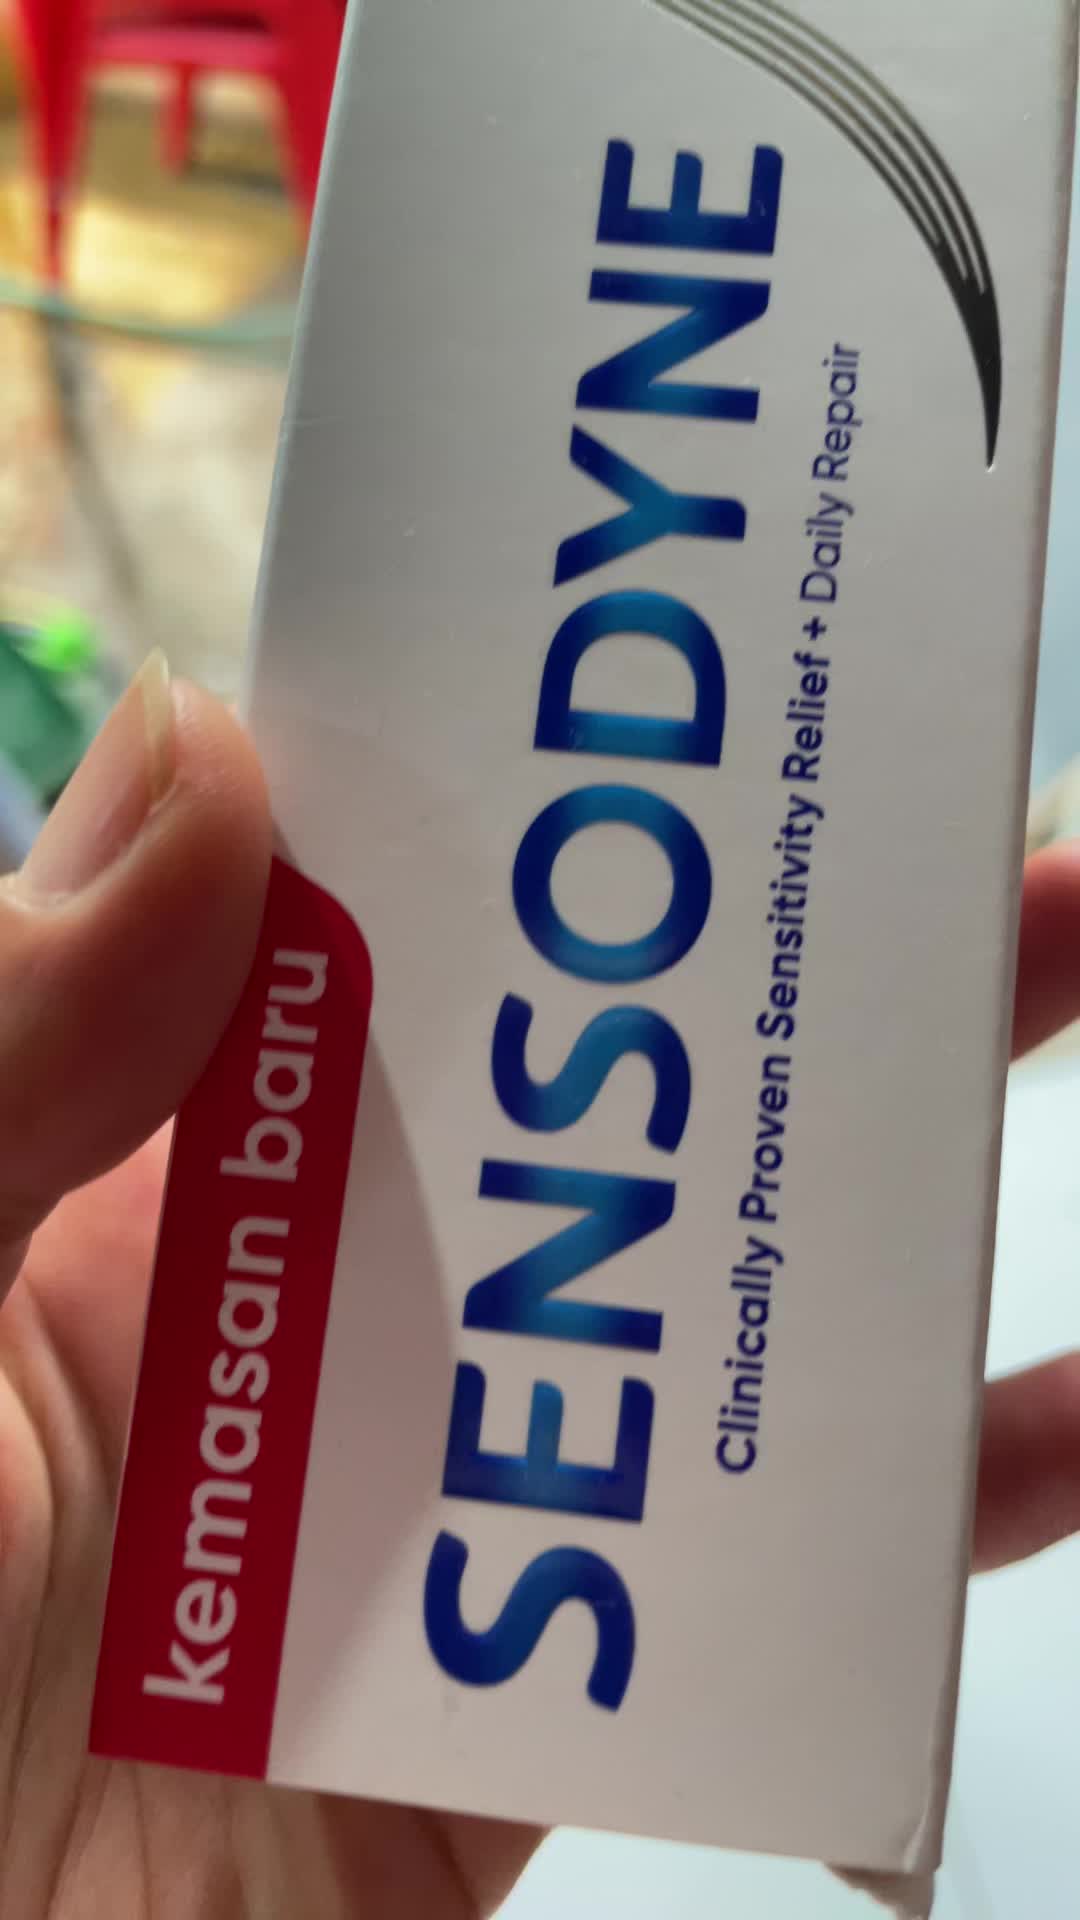 kemasan baru
SENSODYNE
Clinically Proven Sensitivity Relief + Daily Repair